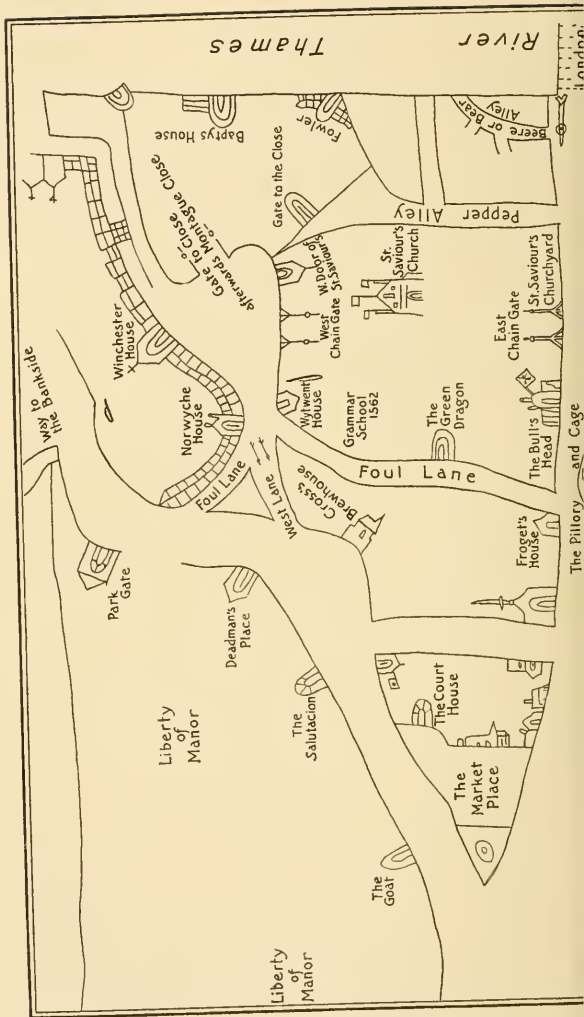 River Thames
London
Beere or Bear
Alley
Fowler
Baptys House
Gate to the Close
Gate to Close
afterwards Montague Close
Pepper Alley
W. Door of
St. Saviour's
St.
Saviour's
Church
West
Chain Gate
St. Saviour's
Churchyard
East
Chain Gate
Winchester
House
x
Way to
the Bankside
Norwyche
House
Wytwent
House
Grammar
School
1562
The
Green
Dragon
The Bull's
Head
Foul Lane
Foul Lane
West Lane
Cross's
Brewhouse
Froget's
House
The Pillory and Cage
Park
Gate
Deadman's
Place
The
Salutacion
Liberty
of
Manor
The Court
House
The
Market
Place
The
Goat
Liberty
of
Manor